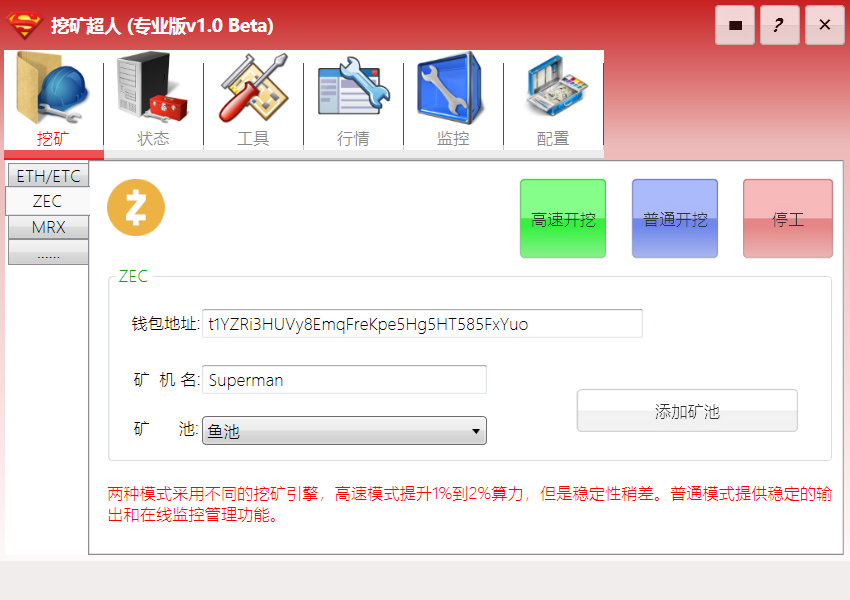 挖矿超人 (专业版v1.0 Beta)
?
挖矿 状态 工具 行情 监控 配置
ETH/ETC
ZEC
MRX
......
高速开挖 普通开挖 停工
ZEC
钱包地址: t1YZRi3HUVy8EmqFreKpe5Hg5HT585FxYuo
矿 机 名: Superman
添加矿池
矿 池: 鱼池
两种模式采用不同的挖矿引擎，高速模式提升1%到2%算力，但是稳定性稍差。普通模式提供稳定的输
出和在线监控管理功能。